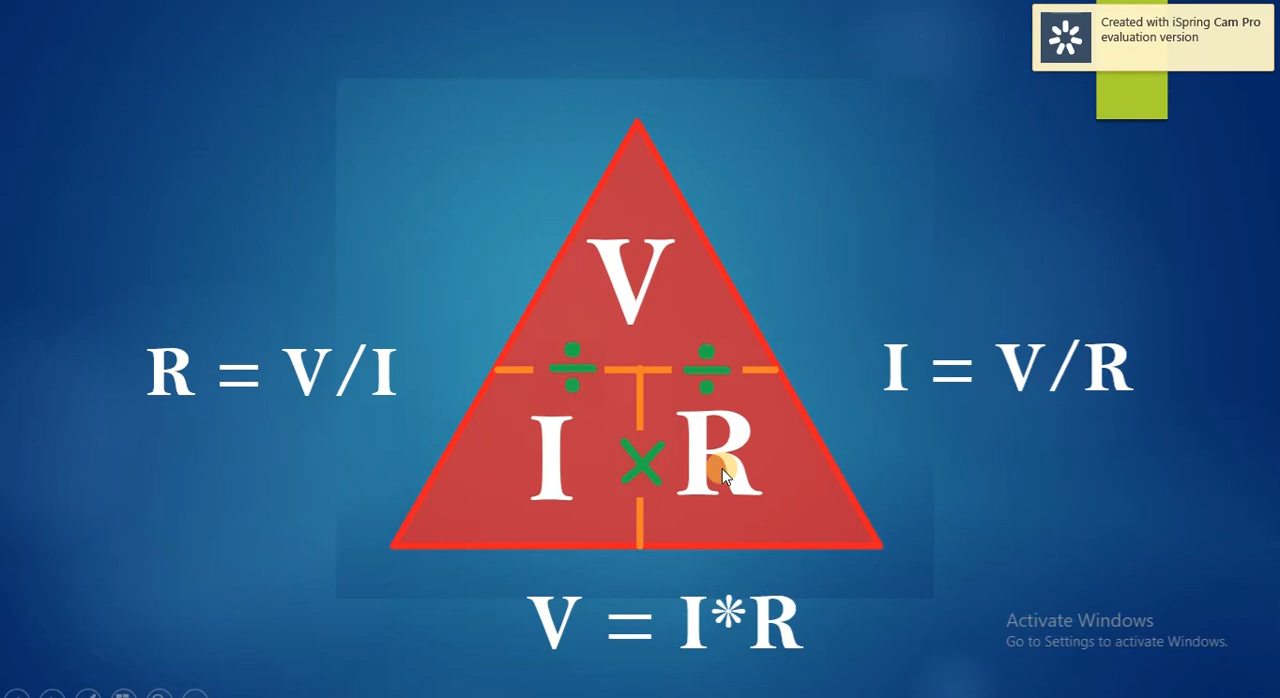 Created with iSpring Cam Pro
evaluation version
V
÷ ÷
R = V/I
I = V/R
I × R
V = I*R
Activate Windows
Go to Settings to activate Windows.